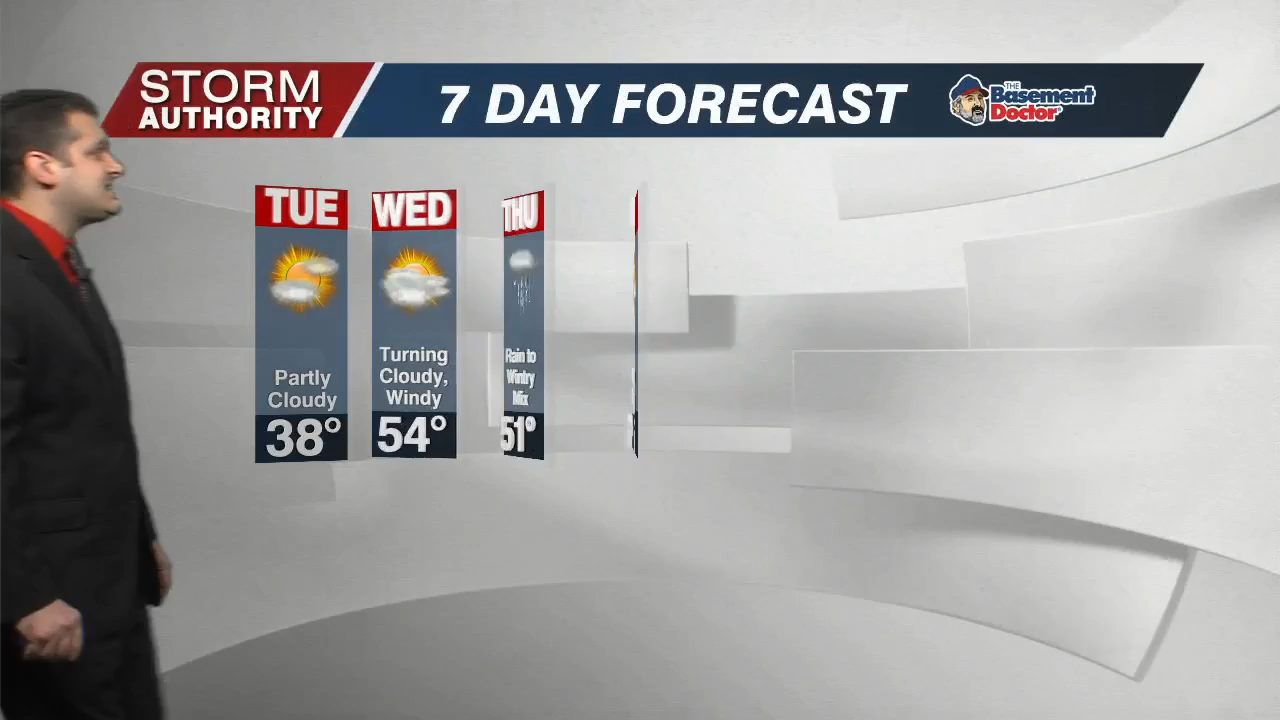 STORM
AUTHORITY
7 DAY FORECAST
THE
Basement
Doctor
TUE
Partly
Cloudy
38°
WED
Turning
Cloudy,
Windy
54°
THU
Rain to
Wintry
Mix
51°